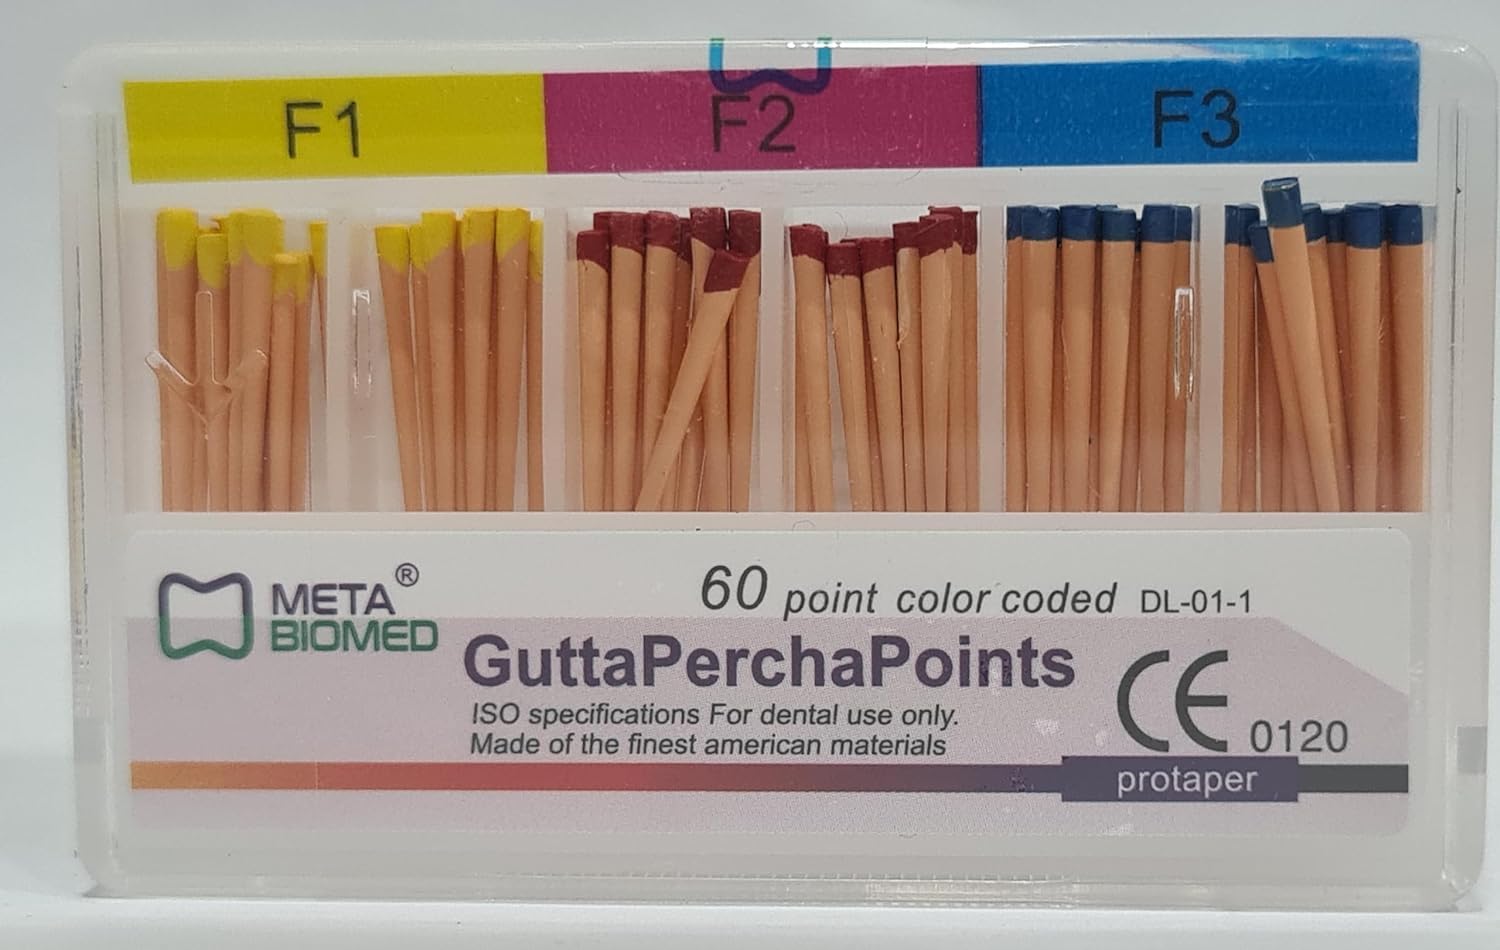 F1 F2 F3
META®
BIOMED
60 point color coded DL-01-1
GuttaPerchaPoints
ISO specifications For dental use only.
Made of the finest american materials
CE 0120
protaper